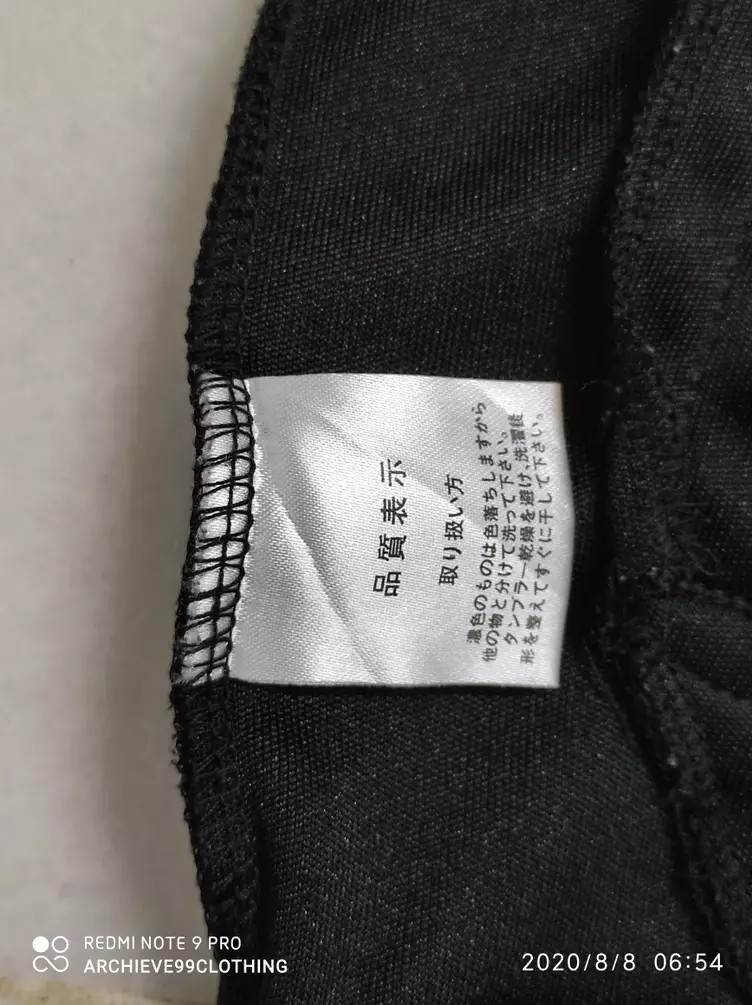 品質表示
取り扱い方
濃色のものは色落ちしますから
他の物と分けて洗って下さい。
タンブラー乾燥を避け、洗濯後
形を整えてすぐに干して下さい。
REDMI NOTE 9 PRO
ARCHIEVE99CLOTHING
2020/8/8 06:54